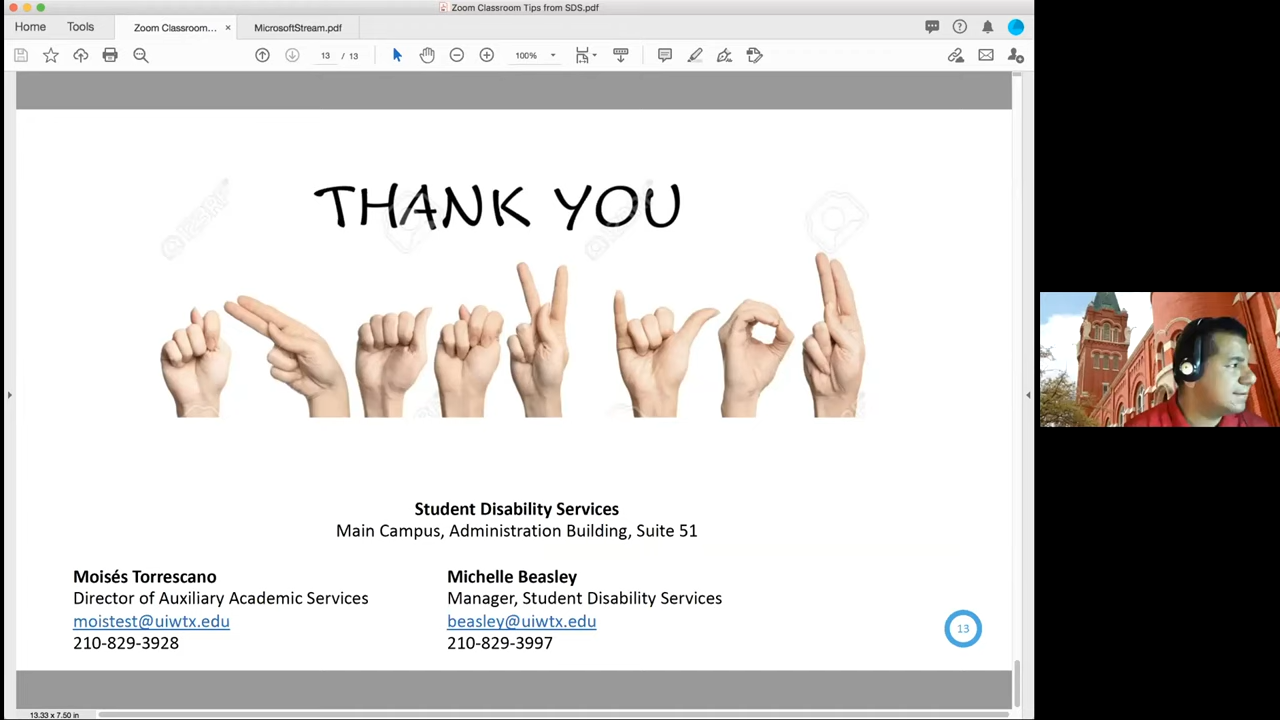 Zoom Classroom Tips from SDS.pdf
Home
Tools
Zoom Classroom...
×
MicrosoftStream.pdf
13 / 13
100%
THANK YOU
Student Disability Services
Main Campus, Administration Building, Suite 51
Moisés Torrescano
Director of Auxiliary Academic Services
moistest@uiwtx.edu
210-829-3928
Michelle Beasley
Manager, Student Disability Services
beasley@uiwtx.edu
210-829-3997
13
13.33 x 7.50 in